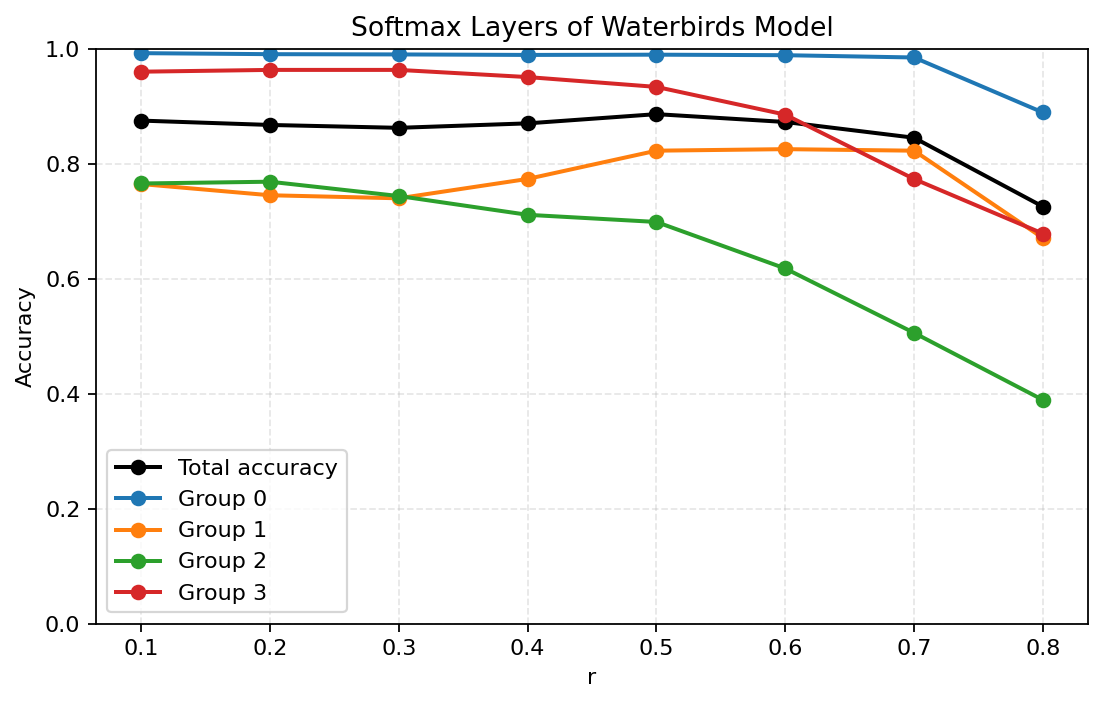 Softmax Layers of Waterbirds Model
Accuracy
1.0
0.8
0.6
0.4
0.2
0.0
Total accuracy
Group 0
Group 1
Group 2
Group 3
0.1 0.2 0.3 0.4 0.5 0.6 0.7 0.8
r